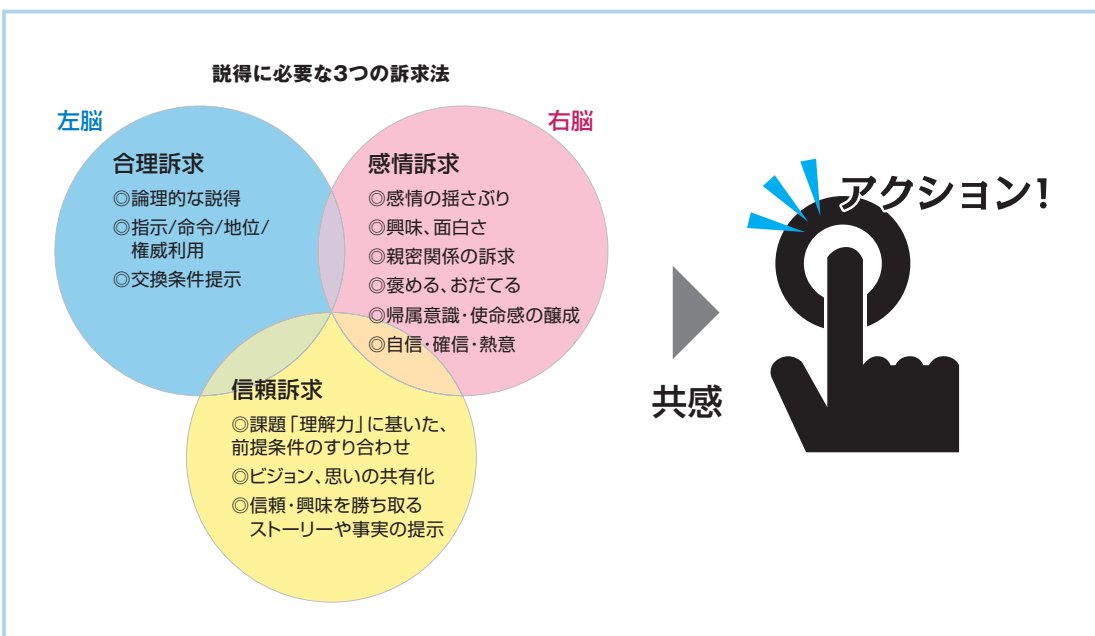 説得に必要な3つの訴求法
左脳
合理訴求
◎論理的な説得
◎指示/命令/地位/
権威利用
◎交換条件提示
右脳
感情訴求
◎感情の揺さぶり
◎興味、面白さ
◎親密関係の訴求
◎褒める、おだてる
◎帰属意識・使命感の醸成
◎自信・確信・熱意
信頼訴求
◎課題「理解力」に基いた、
前提条件のすり合わせ
◎ビジョン、思いの共有化
◎信頼・興味を勝ち取る
ストーリーや事実の提示
共感
アクション!